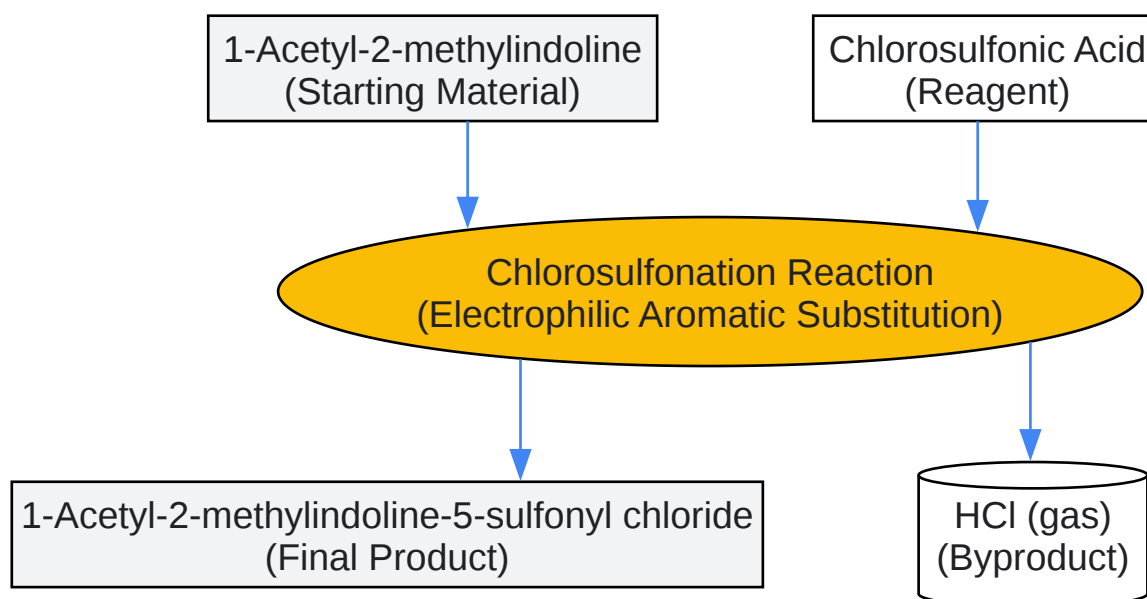 1-Acetyl-2-methylindoline
(Starting Material)
Chlorosulfonic Acid
(Reagent)
Chlorosulfonation Reaction
(Electrophilic Aromatic Substitution)
1-Acetyl-2-methylindoline-5-sulfonyl chloride
(Final Product)
HCl (gas)
(Byproduct)